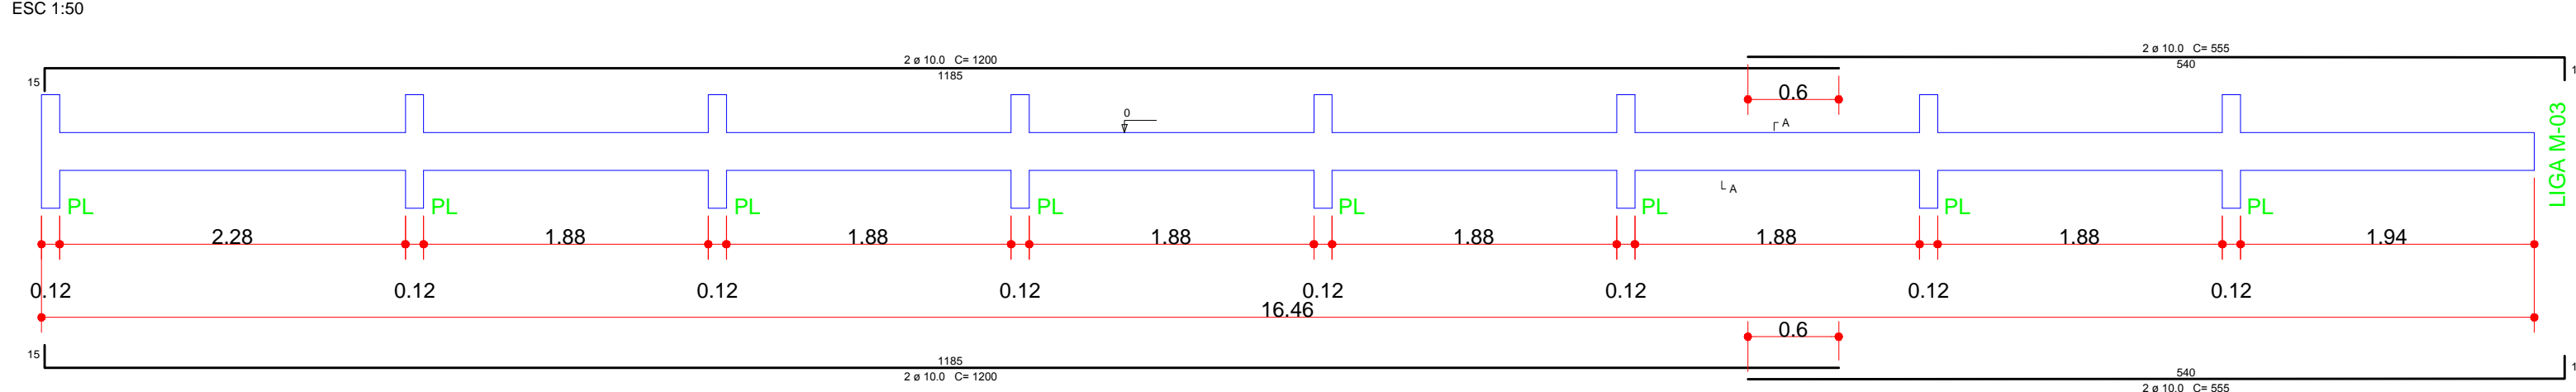 ESC 1:50
2 ø 10.0 C= 555
540
2 ø 10.0 C= 1200
1185
15
1
0.6
0
A
A
LIGA M-03
PL PL PL PL PL PL PL PL
2.28 1.88 1.88 1.88 1.88 1.88 1.88 1.94
0.12 0.12 0.12 0.12 0.12 0.12 0.12 0.12
16.46
0.6
15
1185
2 ø 10.0 C= 1200
1
540
2 ø 10.0 C= 555